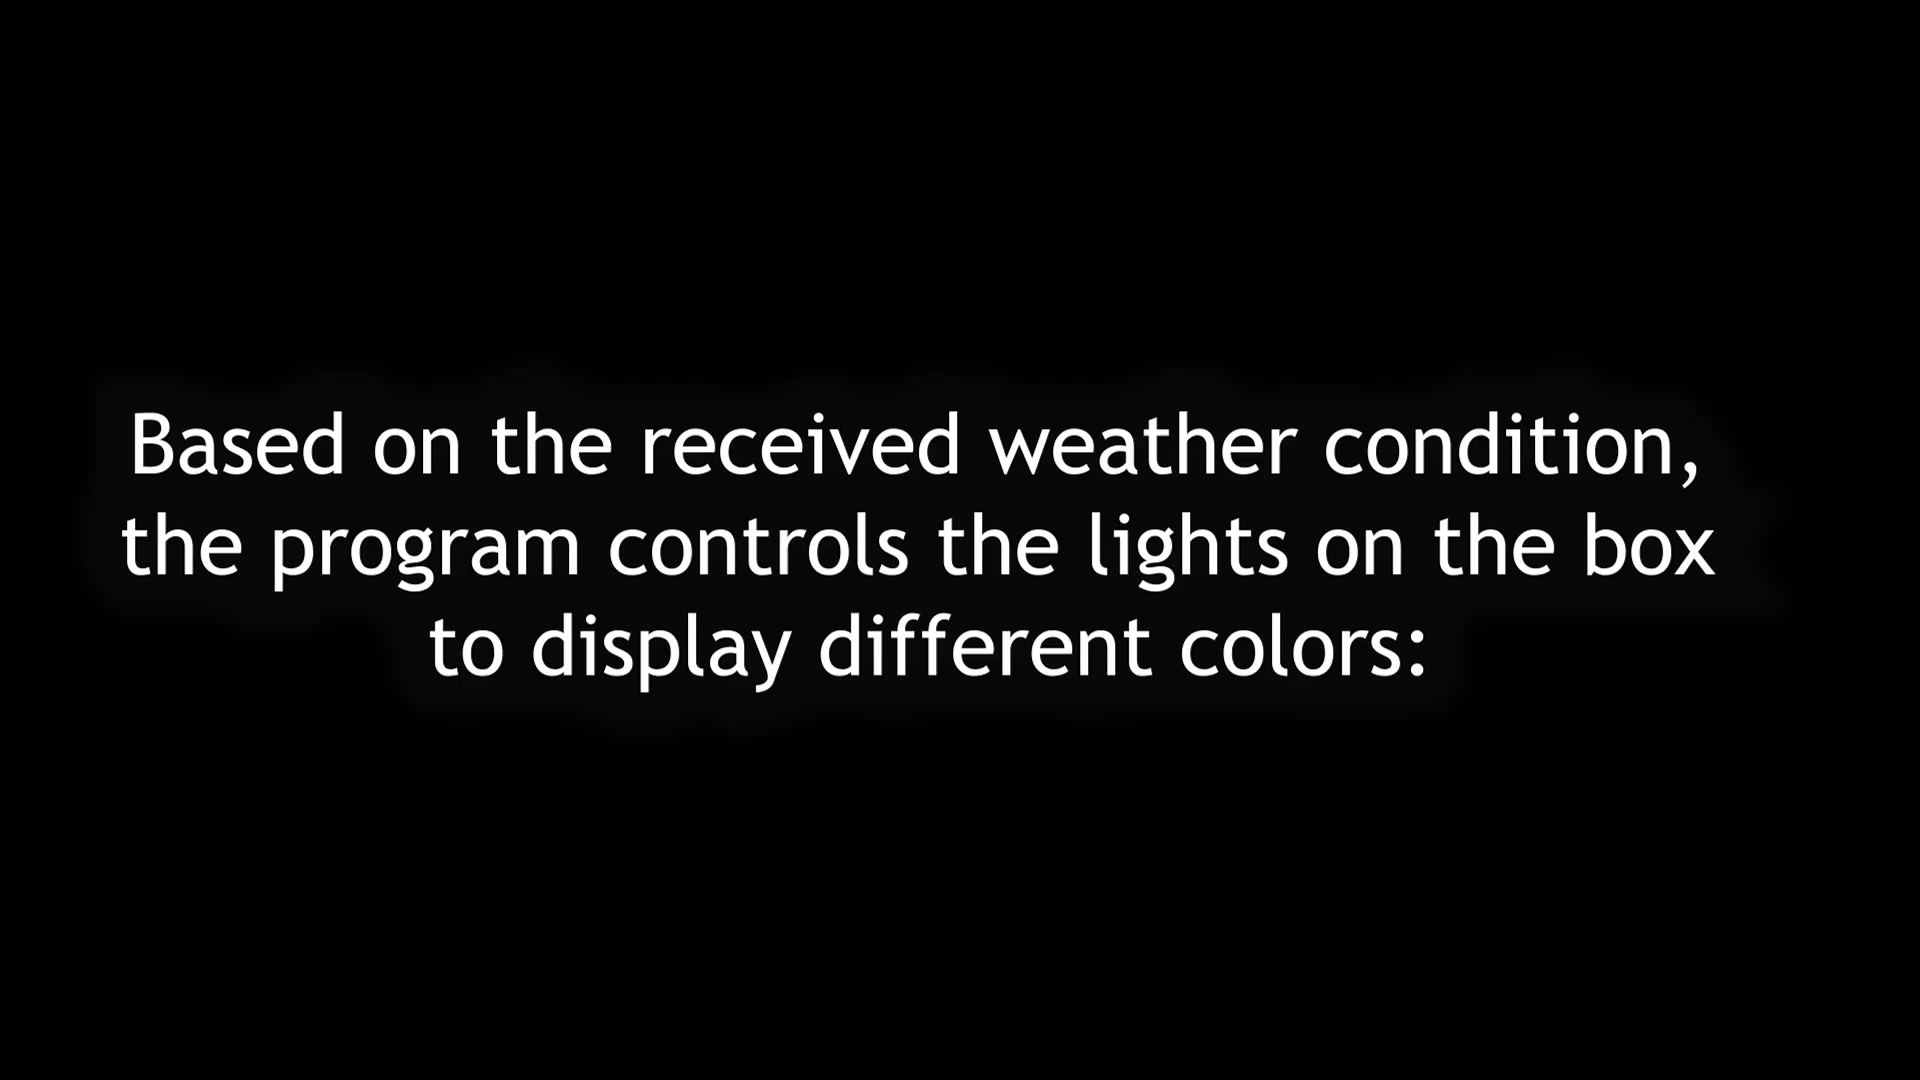 Based on the received weather condition,
the program controls the lights on the box
to display different colors: